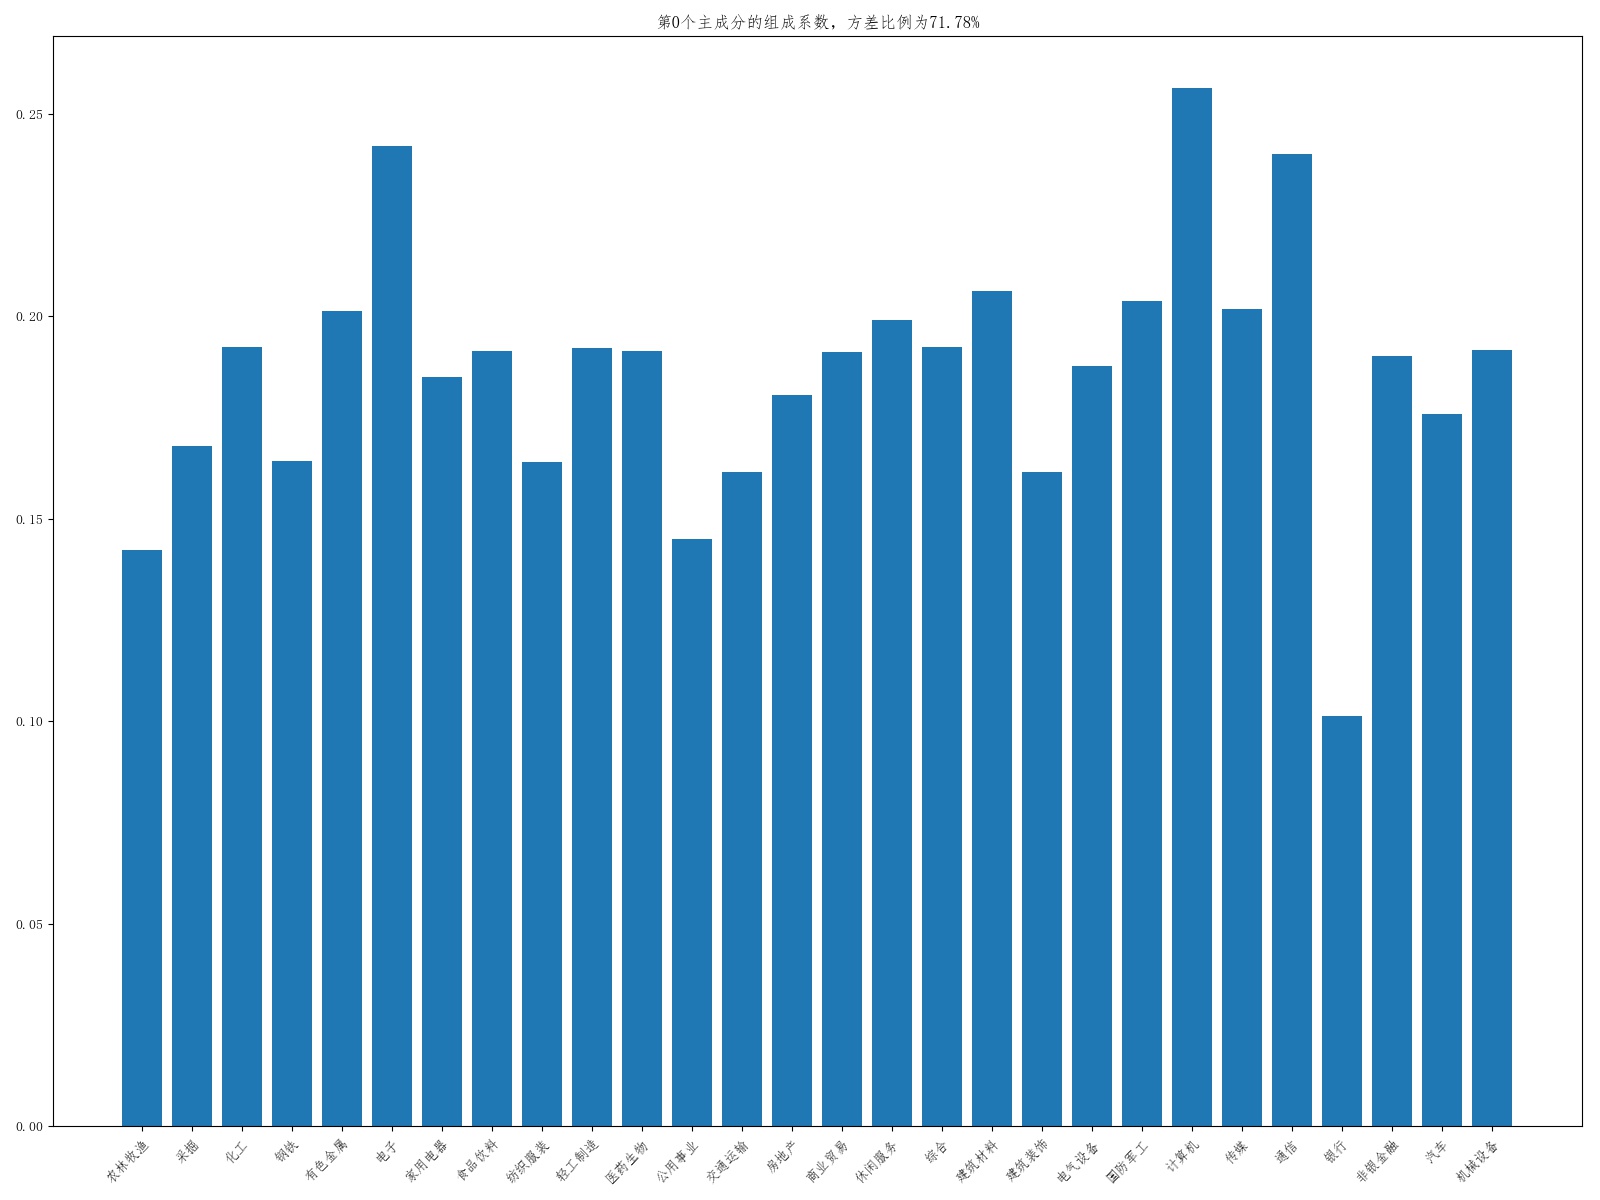 第0个主成分的组成系数，方差比例为71.78%
0.25
0.20
0.15
0.10
0.05
0.00
农林牧渔
采掘
化工
钢铁
有色金属
电子
家用电器
食品饮料
纺织服装
轻工制造
医药生物
公用事业
交通运输
房地产
商业贸易
休闲服务
综合
建筑材料
建筑装饰
电气设备
国防军工
计算机
传媒
通信
银行
非银金融
汽车
机械设备